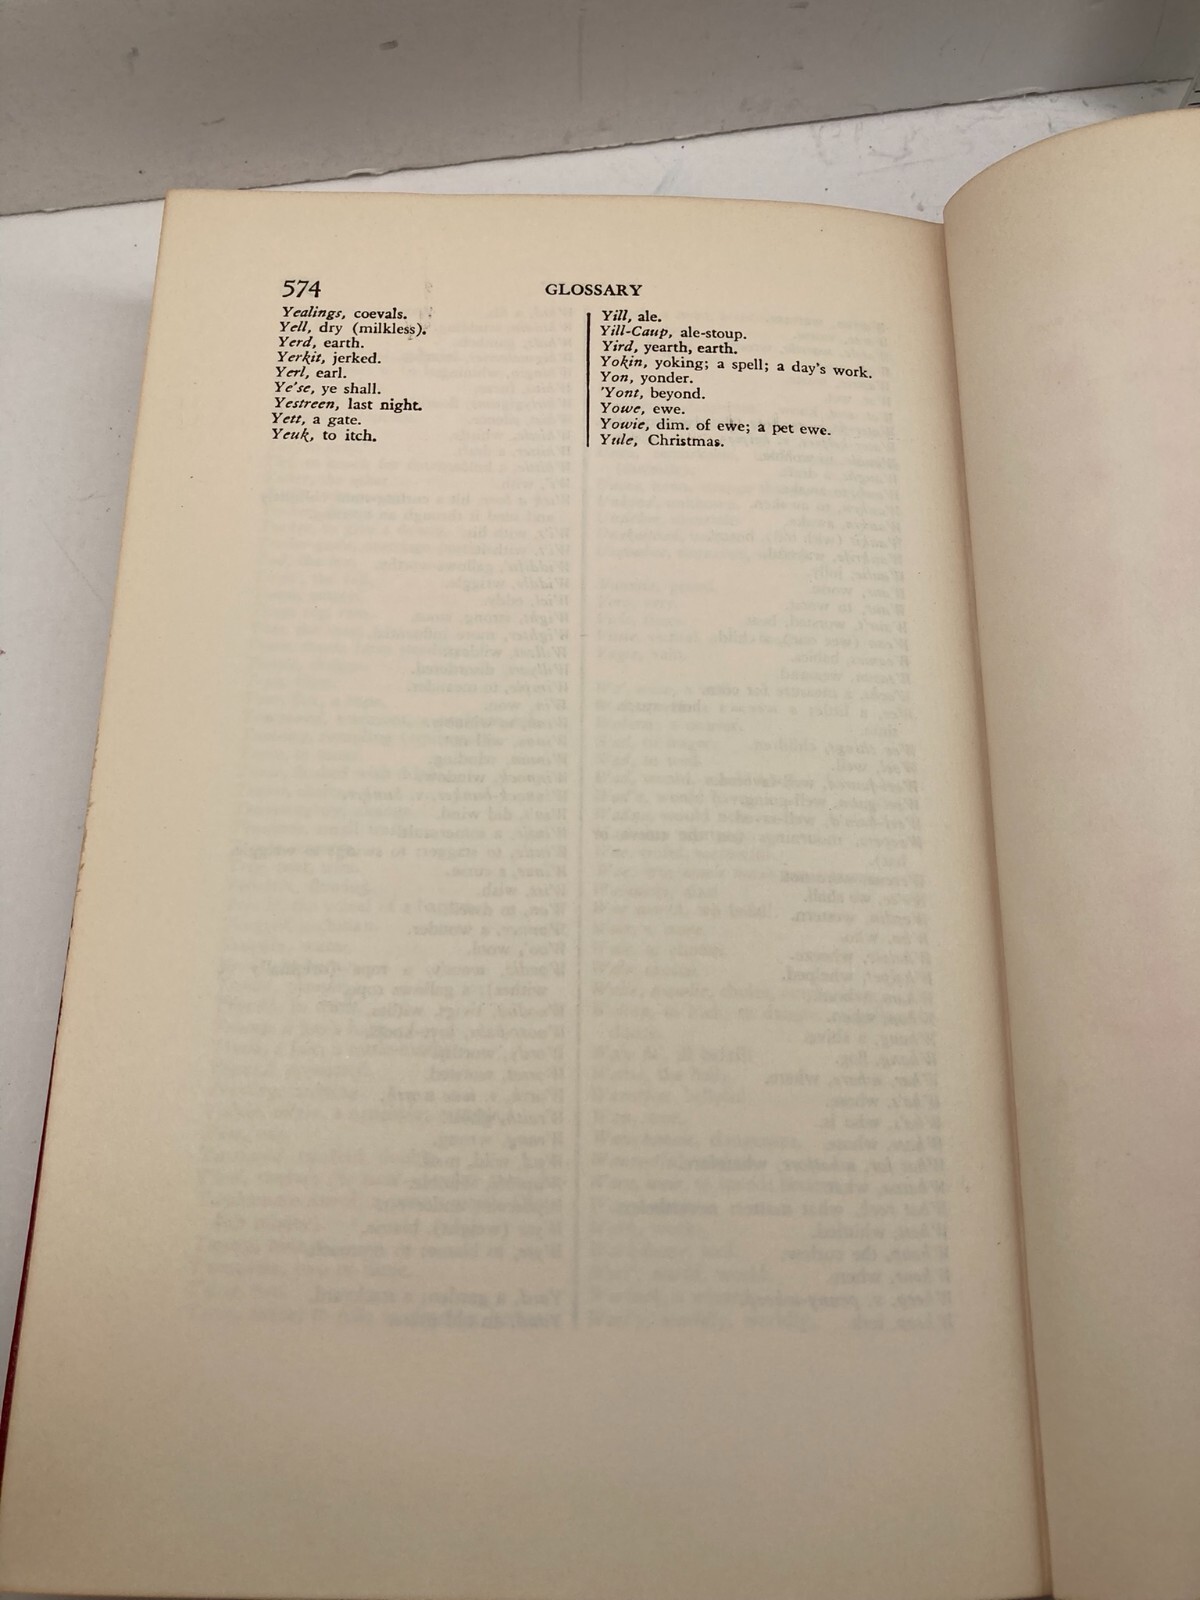 574 GLOSSARY
Yealings, coevals.
Yell, dry (milkless).
Yerd, earth.
Yerkit, jerked.
Yerl, earl.
Ye'se, ye shall.
Yestreen, last night.
Yett, a gate.
Yeuk, to itch.
Yill, ale.
Yill-Caup, ale-stoup.
Yird, yearth, earth.
Yokin, yoking; a spell; a day's work.
Yon, yonder.
'Yont, beyond.
Yowe, ewe.
Yowie, dim. of ewe; a pet ewe.
Yule, Christmas.